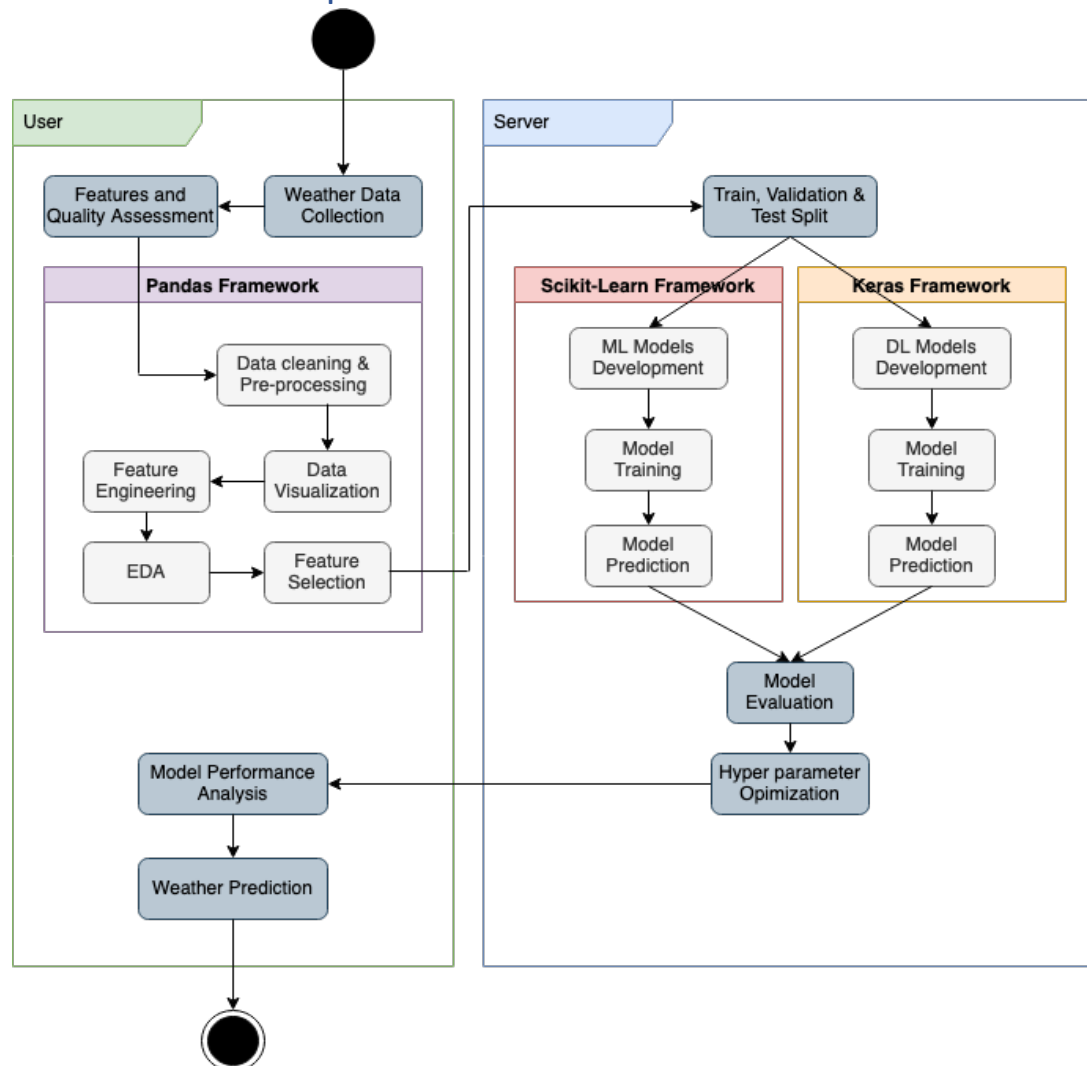 User
Server
Features and
Quality Assessment
Weather Data
Collection
Train, Validation &
Test Split
Pandas Framework
Scikit-Learn Framework
Keras Framework
Data cleaning &
Pre-processing
ML Models
Development
DL Models
Development
Feature
Engineering
Data
Visualization
Model
Training
Model
Training
EDA
Feature
Selection
Model
Prediction
Model
Prediction
Model
Evaluation
Model Performance
Analysis
Hyper parameter
Opimization
Weather Prediction